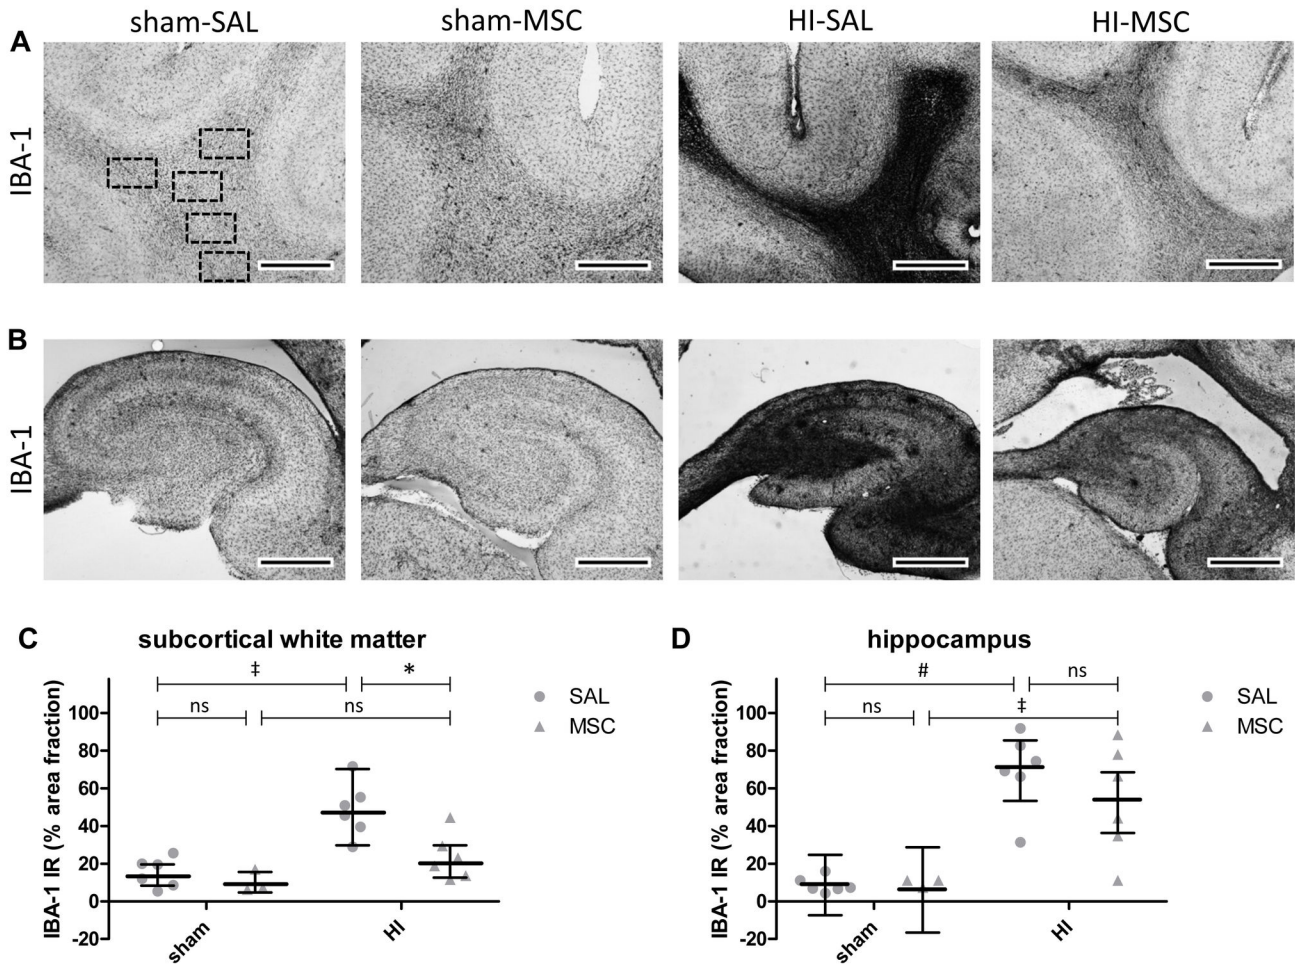 sham-SAL sham-MSC HI-SAL HI-MSC
A
IBA-1
B
IBA-1
C subcortical white matter
‡ *
ns ns
IBA-1 IR (% area fraction)
100
80
60
40
20
0
-20
sham HI
SAL
MSC
D hippocampus
# ns
ns ‡
IBA-1 IR (% area fraction)
100
80
60
40
20
0
-20
sham HI
SAL
MSC